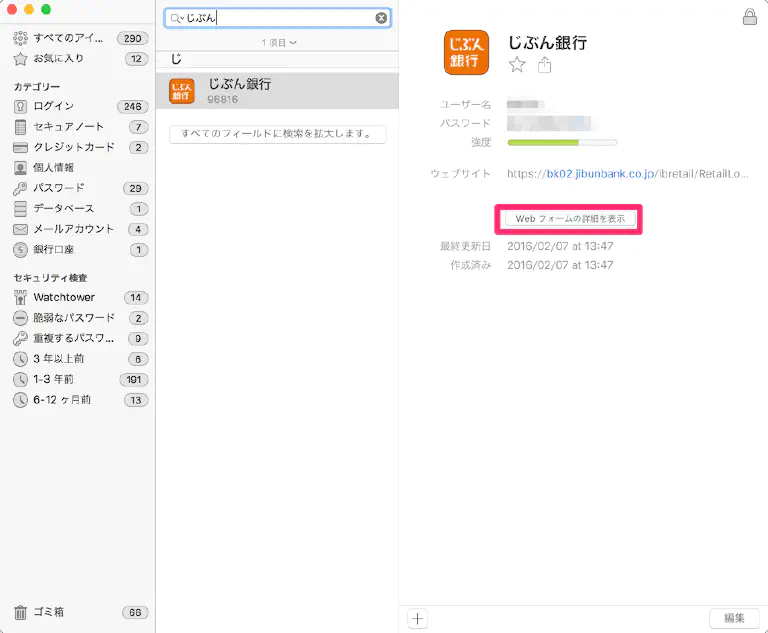 すべてのアイ... 290
お気に入り 12
カテゴリー
ログイン 246
セキュアノート 7
クレジットカード 2
個人情報
パスワード 29
データベース 1
メールアカウント 4
銀行口座 1
セキュリティ検査
Watchtower 14
脆弱なパスワード 2
重複するパスワ... 9
3 年以上前 6
1-3 年前 191
6-12 ヶ月前 13
ゴミ箱 66
じぶん
1 項目
じ
じぶん銀行
じぶん銀行
96816
すべてのフィールドに検索を拡大します。
じぶん銀行
じぶん銀行
ユーザー名
パスワード
強度
ウェブサイト https://bk02.jibunbank.co.jp/ibretail/RetailLo...
Web フォームの詳細を表示
最終更新日 2016/02/07 at 13:47
作成済み 2016/02/07 at 13:47
編集